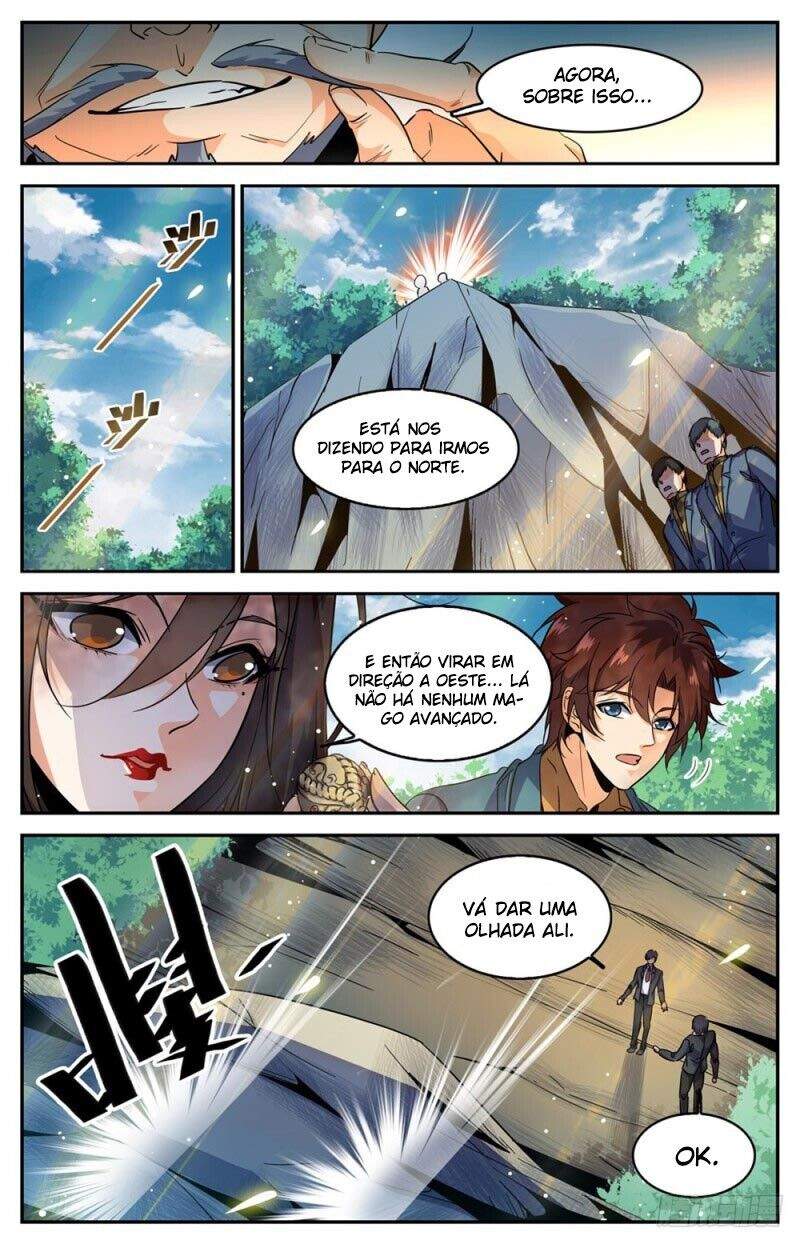 AGORA,
SOBRE ISSO...
ESTÁ NOS
DIZENDO PARA IRMOS
PARA O NORTE.
E ENTÃO VIRAR EM
DIREÇÃO A OESTE... LÁ
NÃO HÁ NENHUM MA-
GO AVANÇADO.
VÁ DAR UMA
OLHADA ALI.
OK.